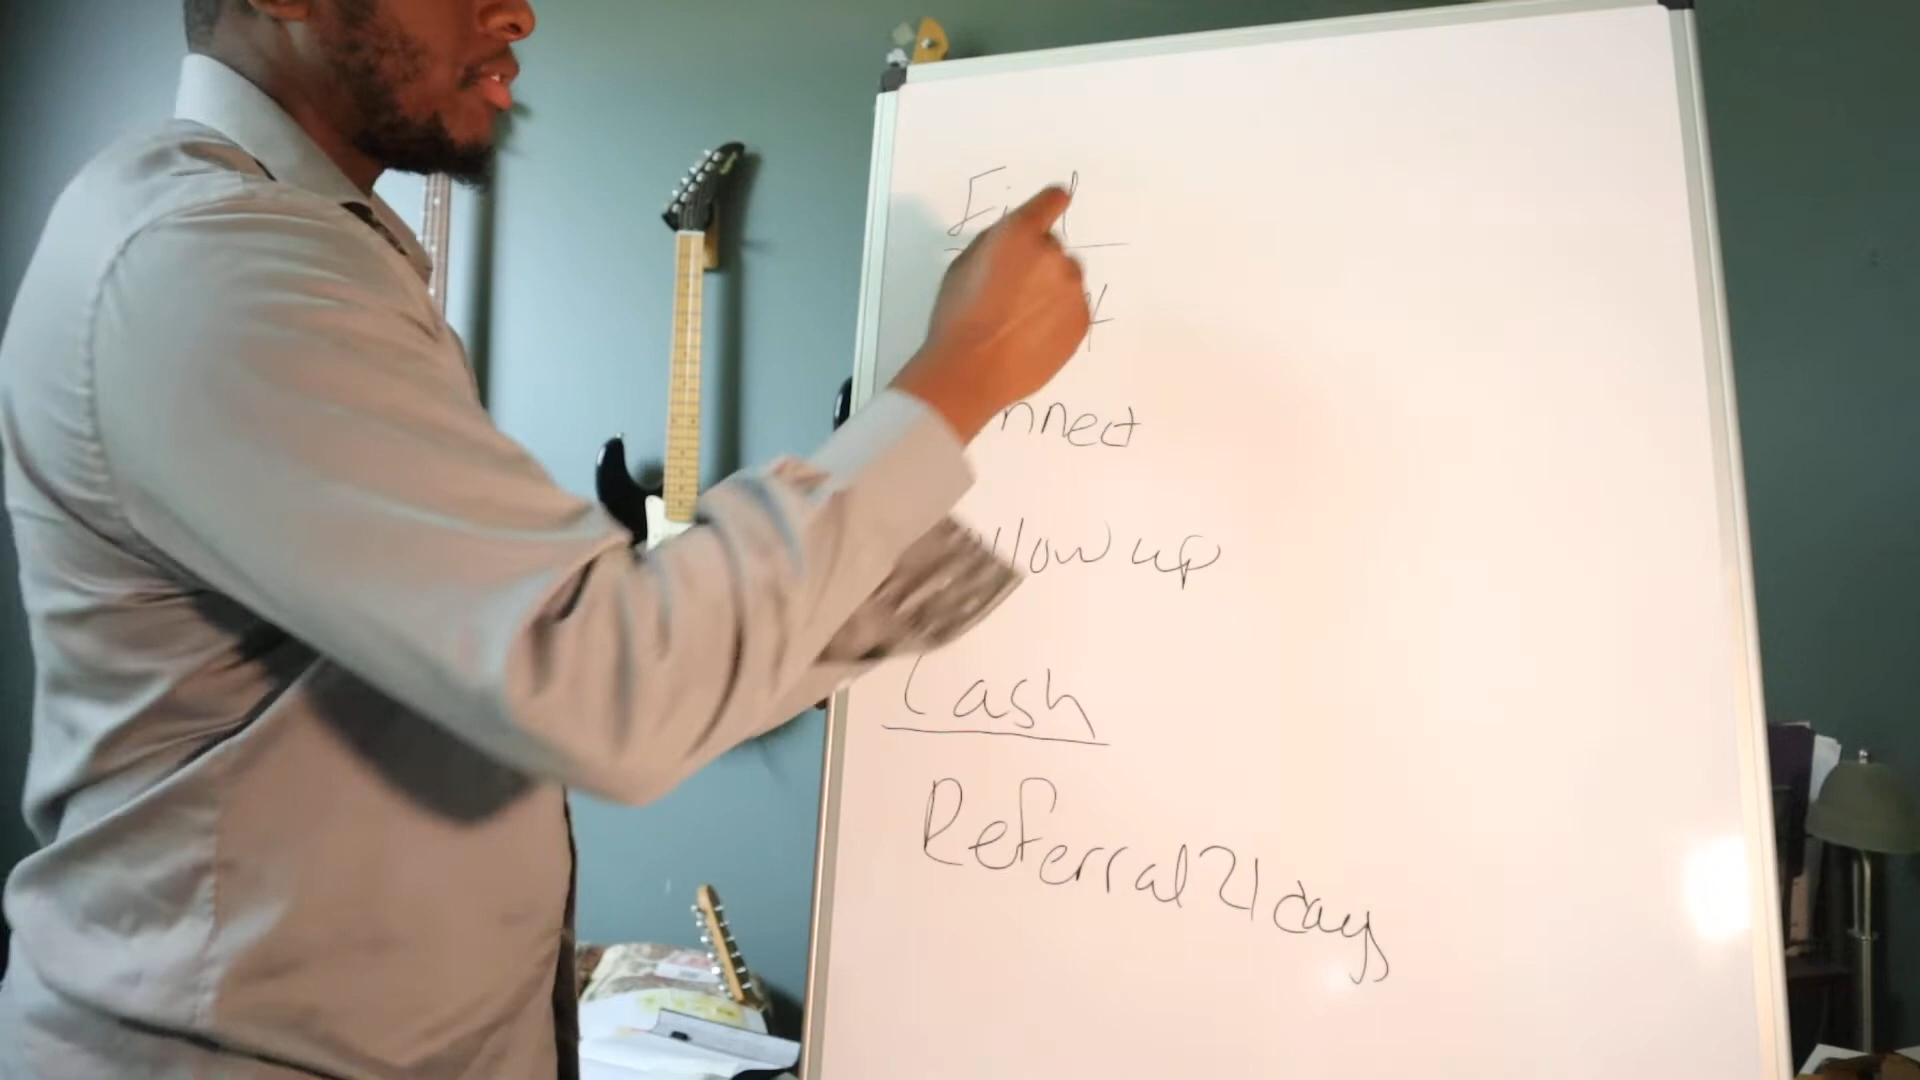 Find
nnect
llow up
Cash
Referral 21 days